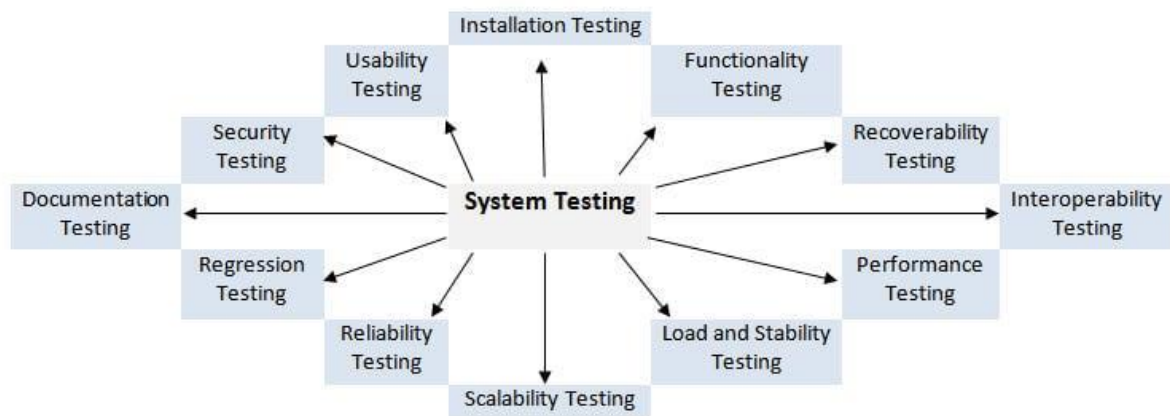 Installation Testing
Usability
Testing
Functionality
Testing
Security
Testing
Recoverability
Testing
Documentation
Testing
System Testing
Interoperability
Testing
Regression
Testing
Performance
Testing
Reliability
Testing
Load and Stability
Testing
Scalability Testing